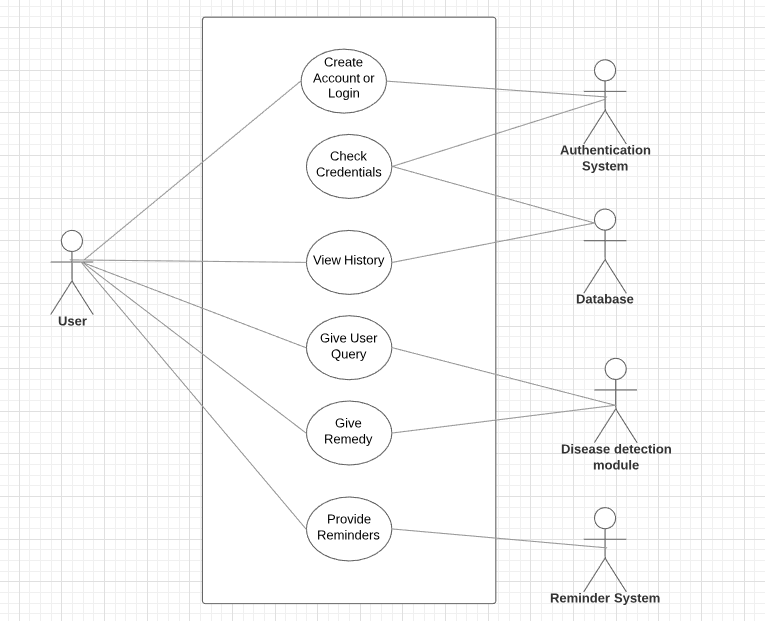 Create
Account or
Login
Check
Credentials
View History
Give User
Query
Give
Remedy
Provide
Reminders
User
Authentication
System
Database
Disease detection
module
Reminder System